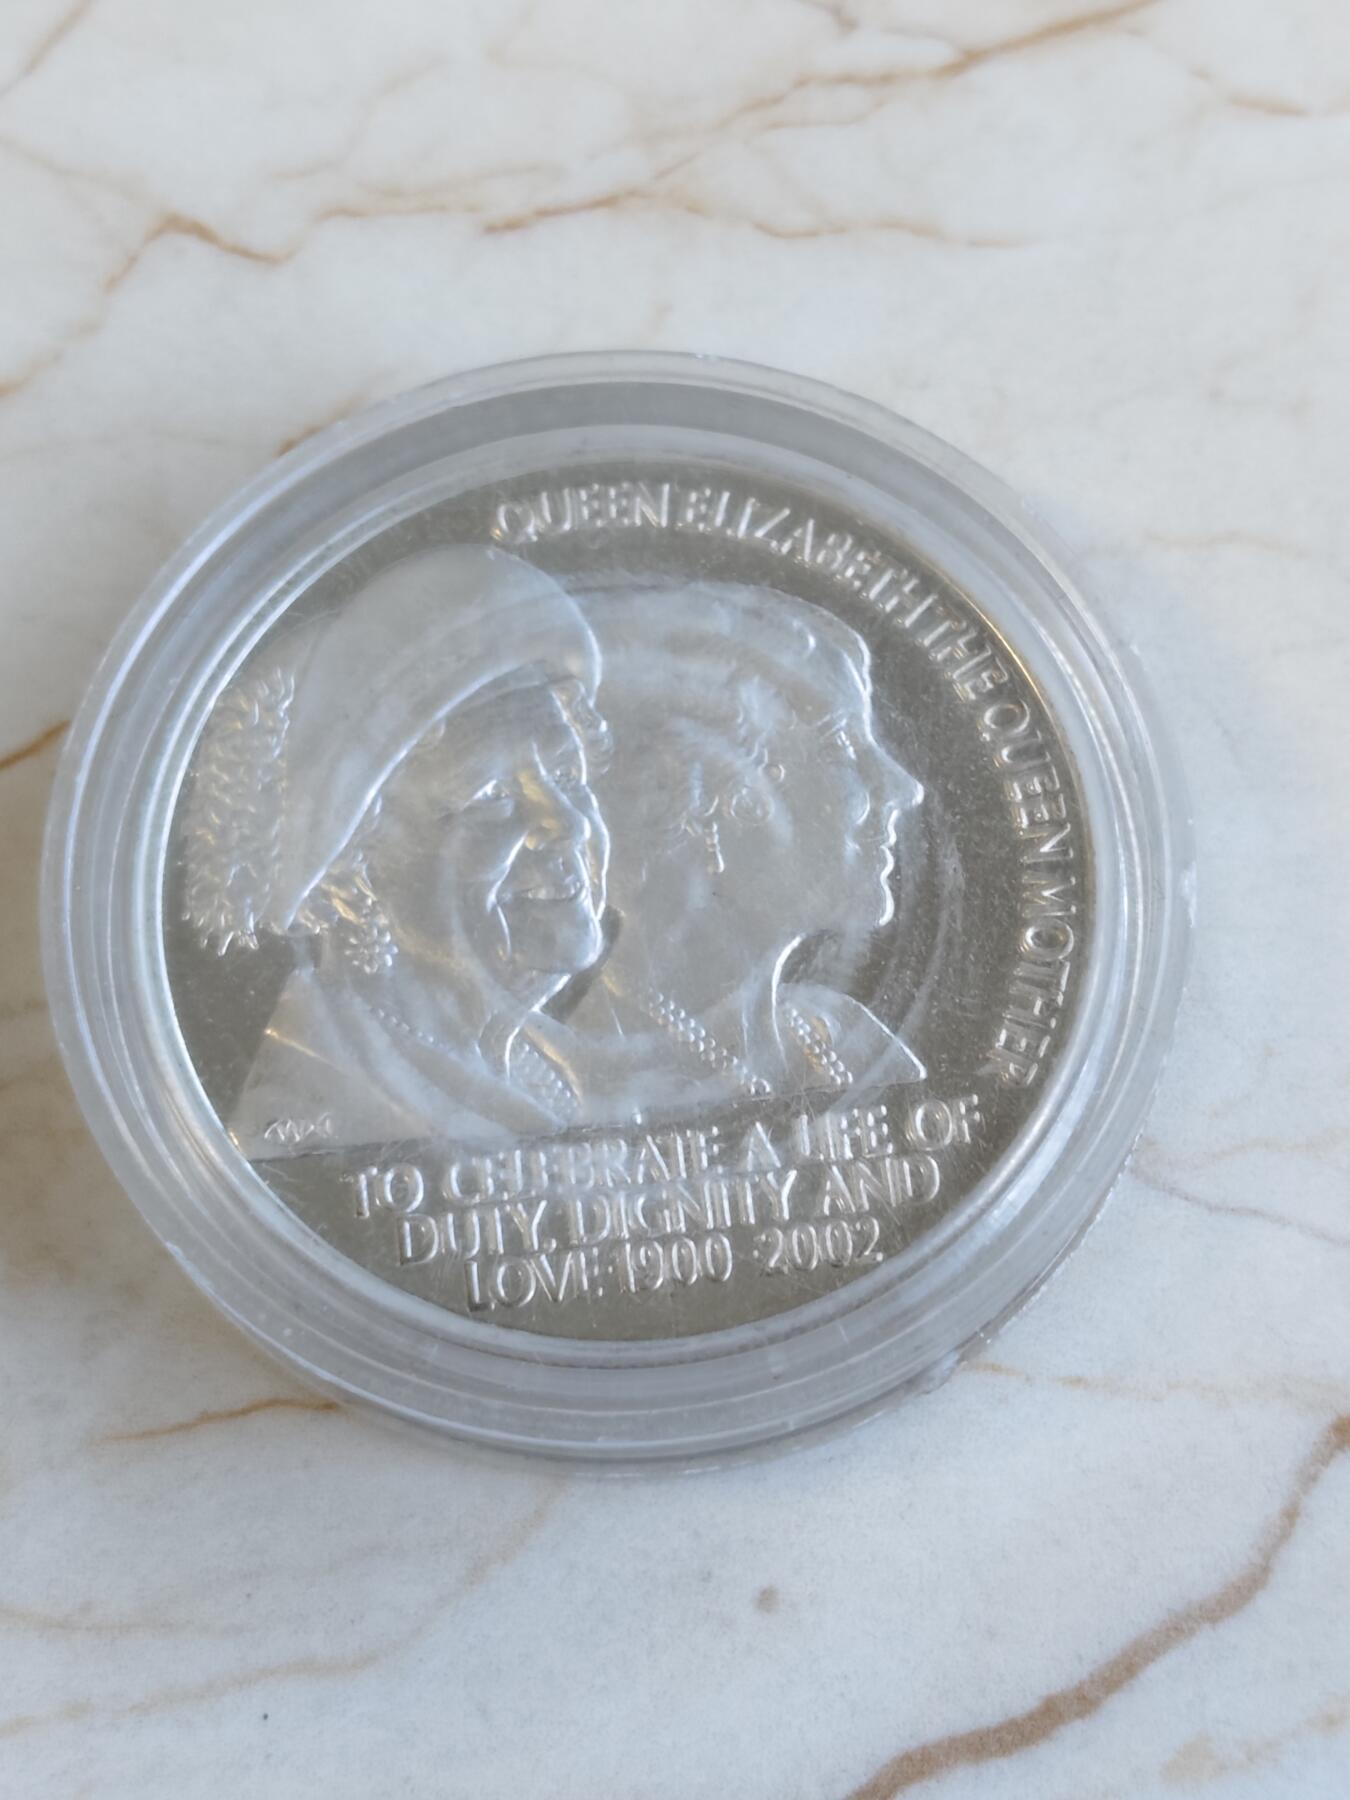 QUEEN ELIZABETH THE QUEEN MOTHER
TO CELEBRATE A LIFE OF
DUTY, DIGNITY AND
LOVE 1900 2002